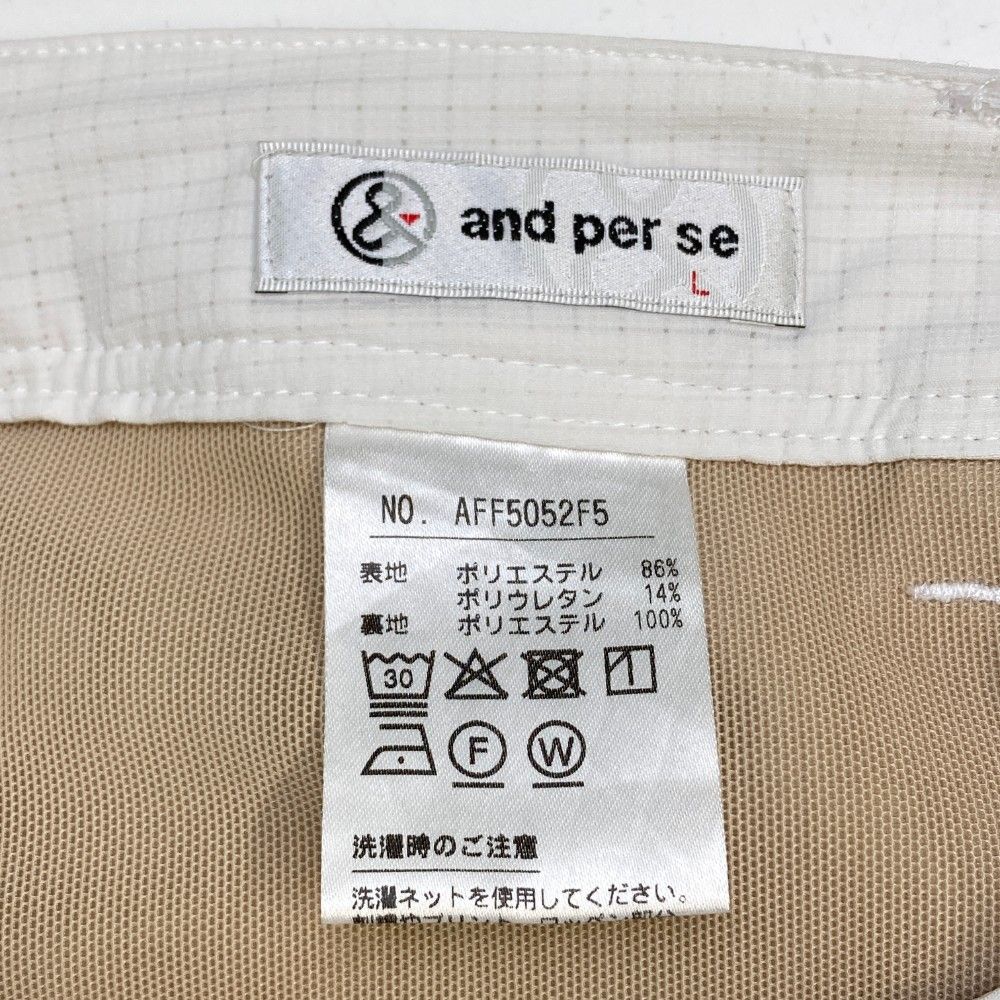 & and per se
L
NO. AFF5052F5
表地 ポリエステル 86%
ポリウレタン 14%
裏地 ポリエステル 100%
30
F W
洗濯時のご注意
洗濯ネットを使用してください。